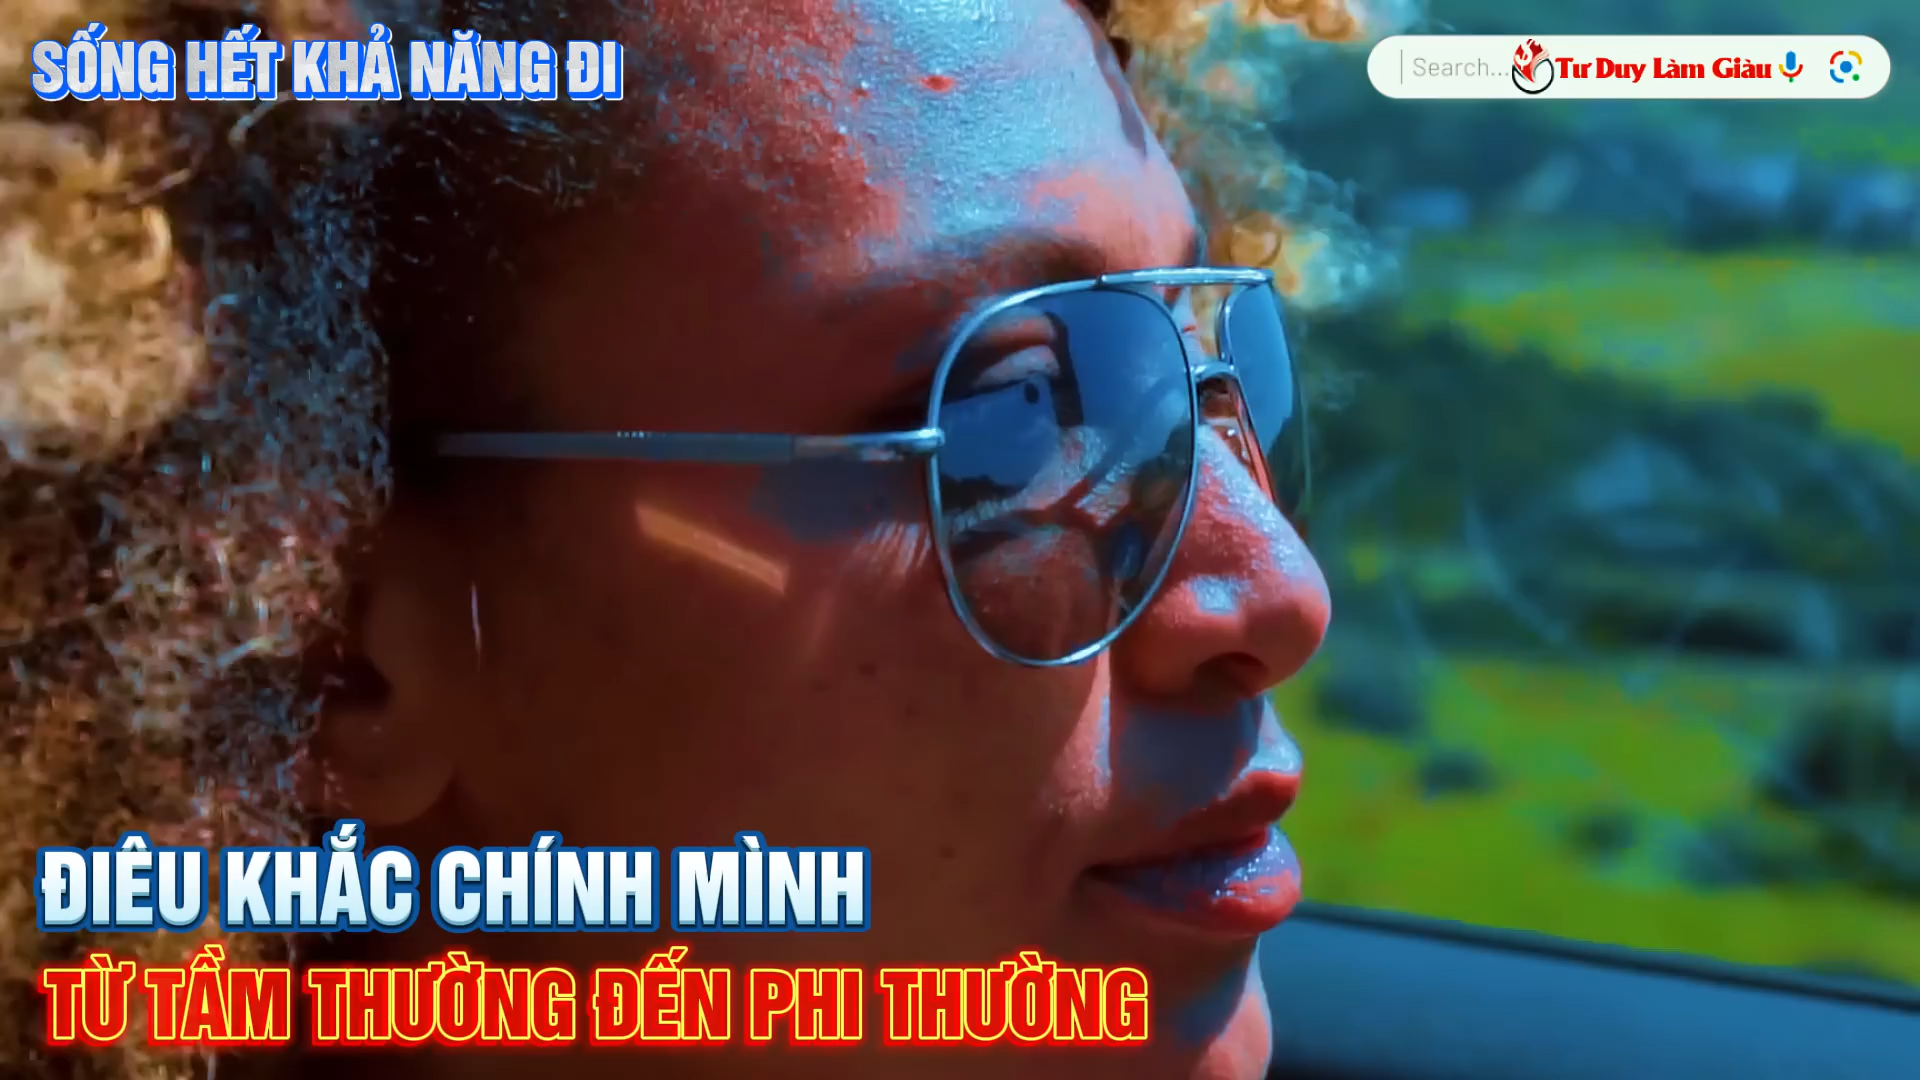 SỐNG HẾT KHẢ NĂNG ĐI
Search... Tư Duy Làm Giàu
ĐIÊU KHẮC CHÍNH MÌNH
TỪ TẦM THƯỜNG ĐẾN PHI THƯỜNG